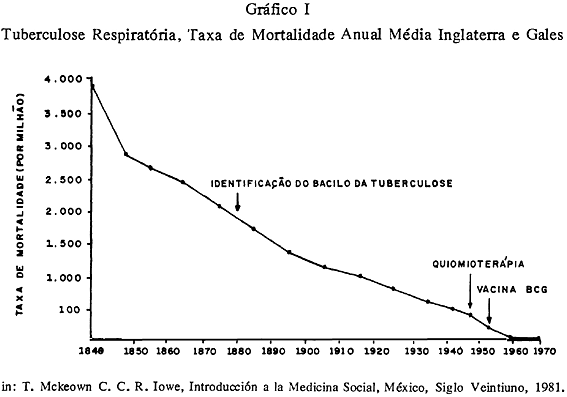 Gráfico I
Tuberculose Respiratória, Taxa de Mortalidade Anual Média Inglaterra e Gales
TAXA DE MORTALIDADE (POR MILHÃO)
4.000
3.500
3.000
2.500
2.000
1.500
1.000
100
IDENTIFICAÇÃO DO BACILO DA TUBERCULOSE
QUIOMIOTERÁPIA
VACINA BCG
1840 1850 1860 1870 1880 1890 1900 1910 1920 1930 1940 1950 1960 1970
in: T. Mckeown C. C. R. Iowe, Introducción a la Medicina Social, México, Siglo Veintiuno, 1981.